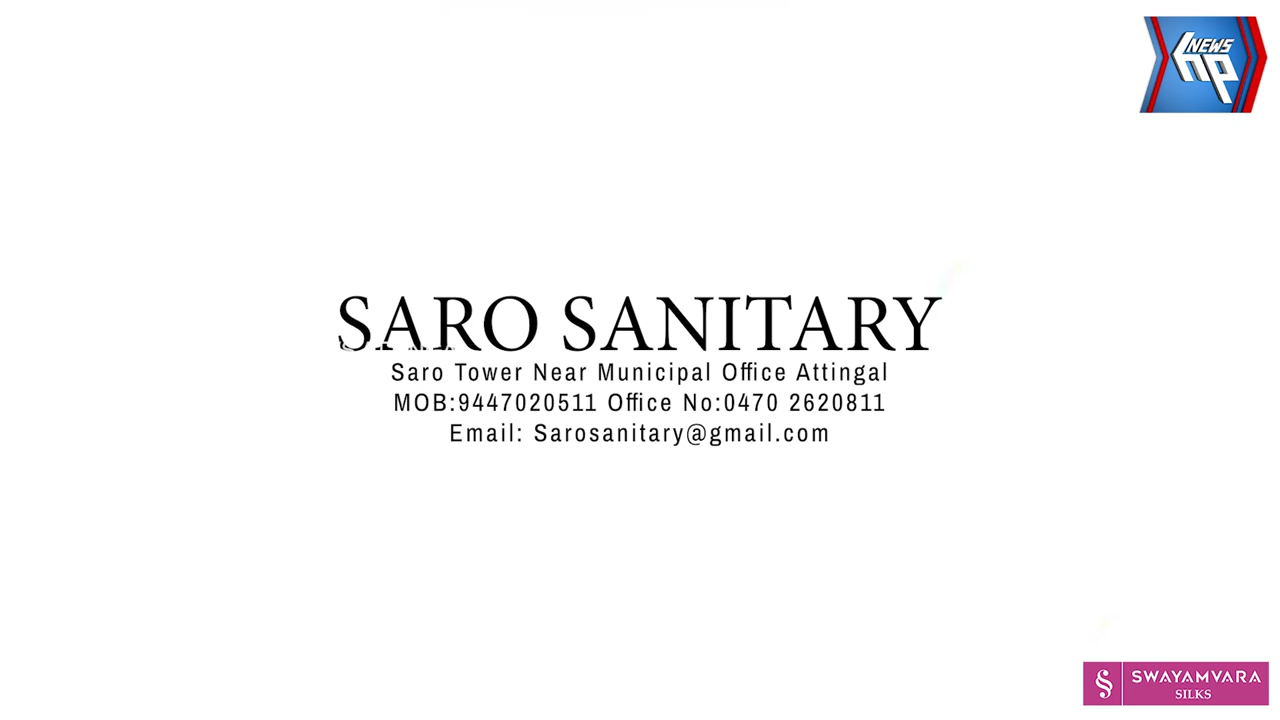 NEWS
hp
SARO SANITARY
Saro Tower Near Municipal Office Attingal
MOB:9447020511 Office No:0470 2620811
Email: Sarosanitary@gmail.com
SWAYAMVARA
SILKS